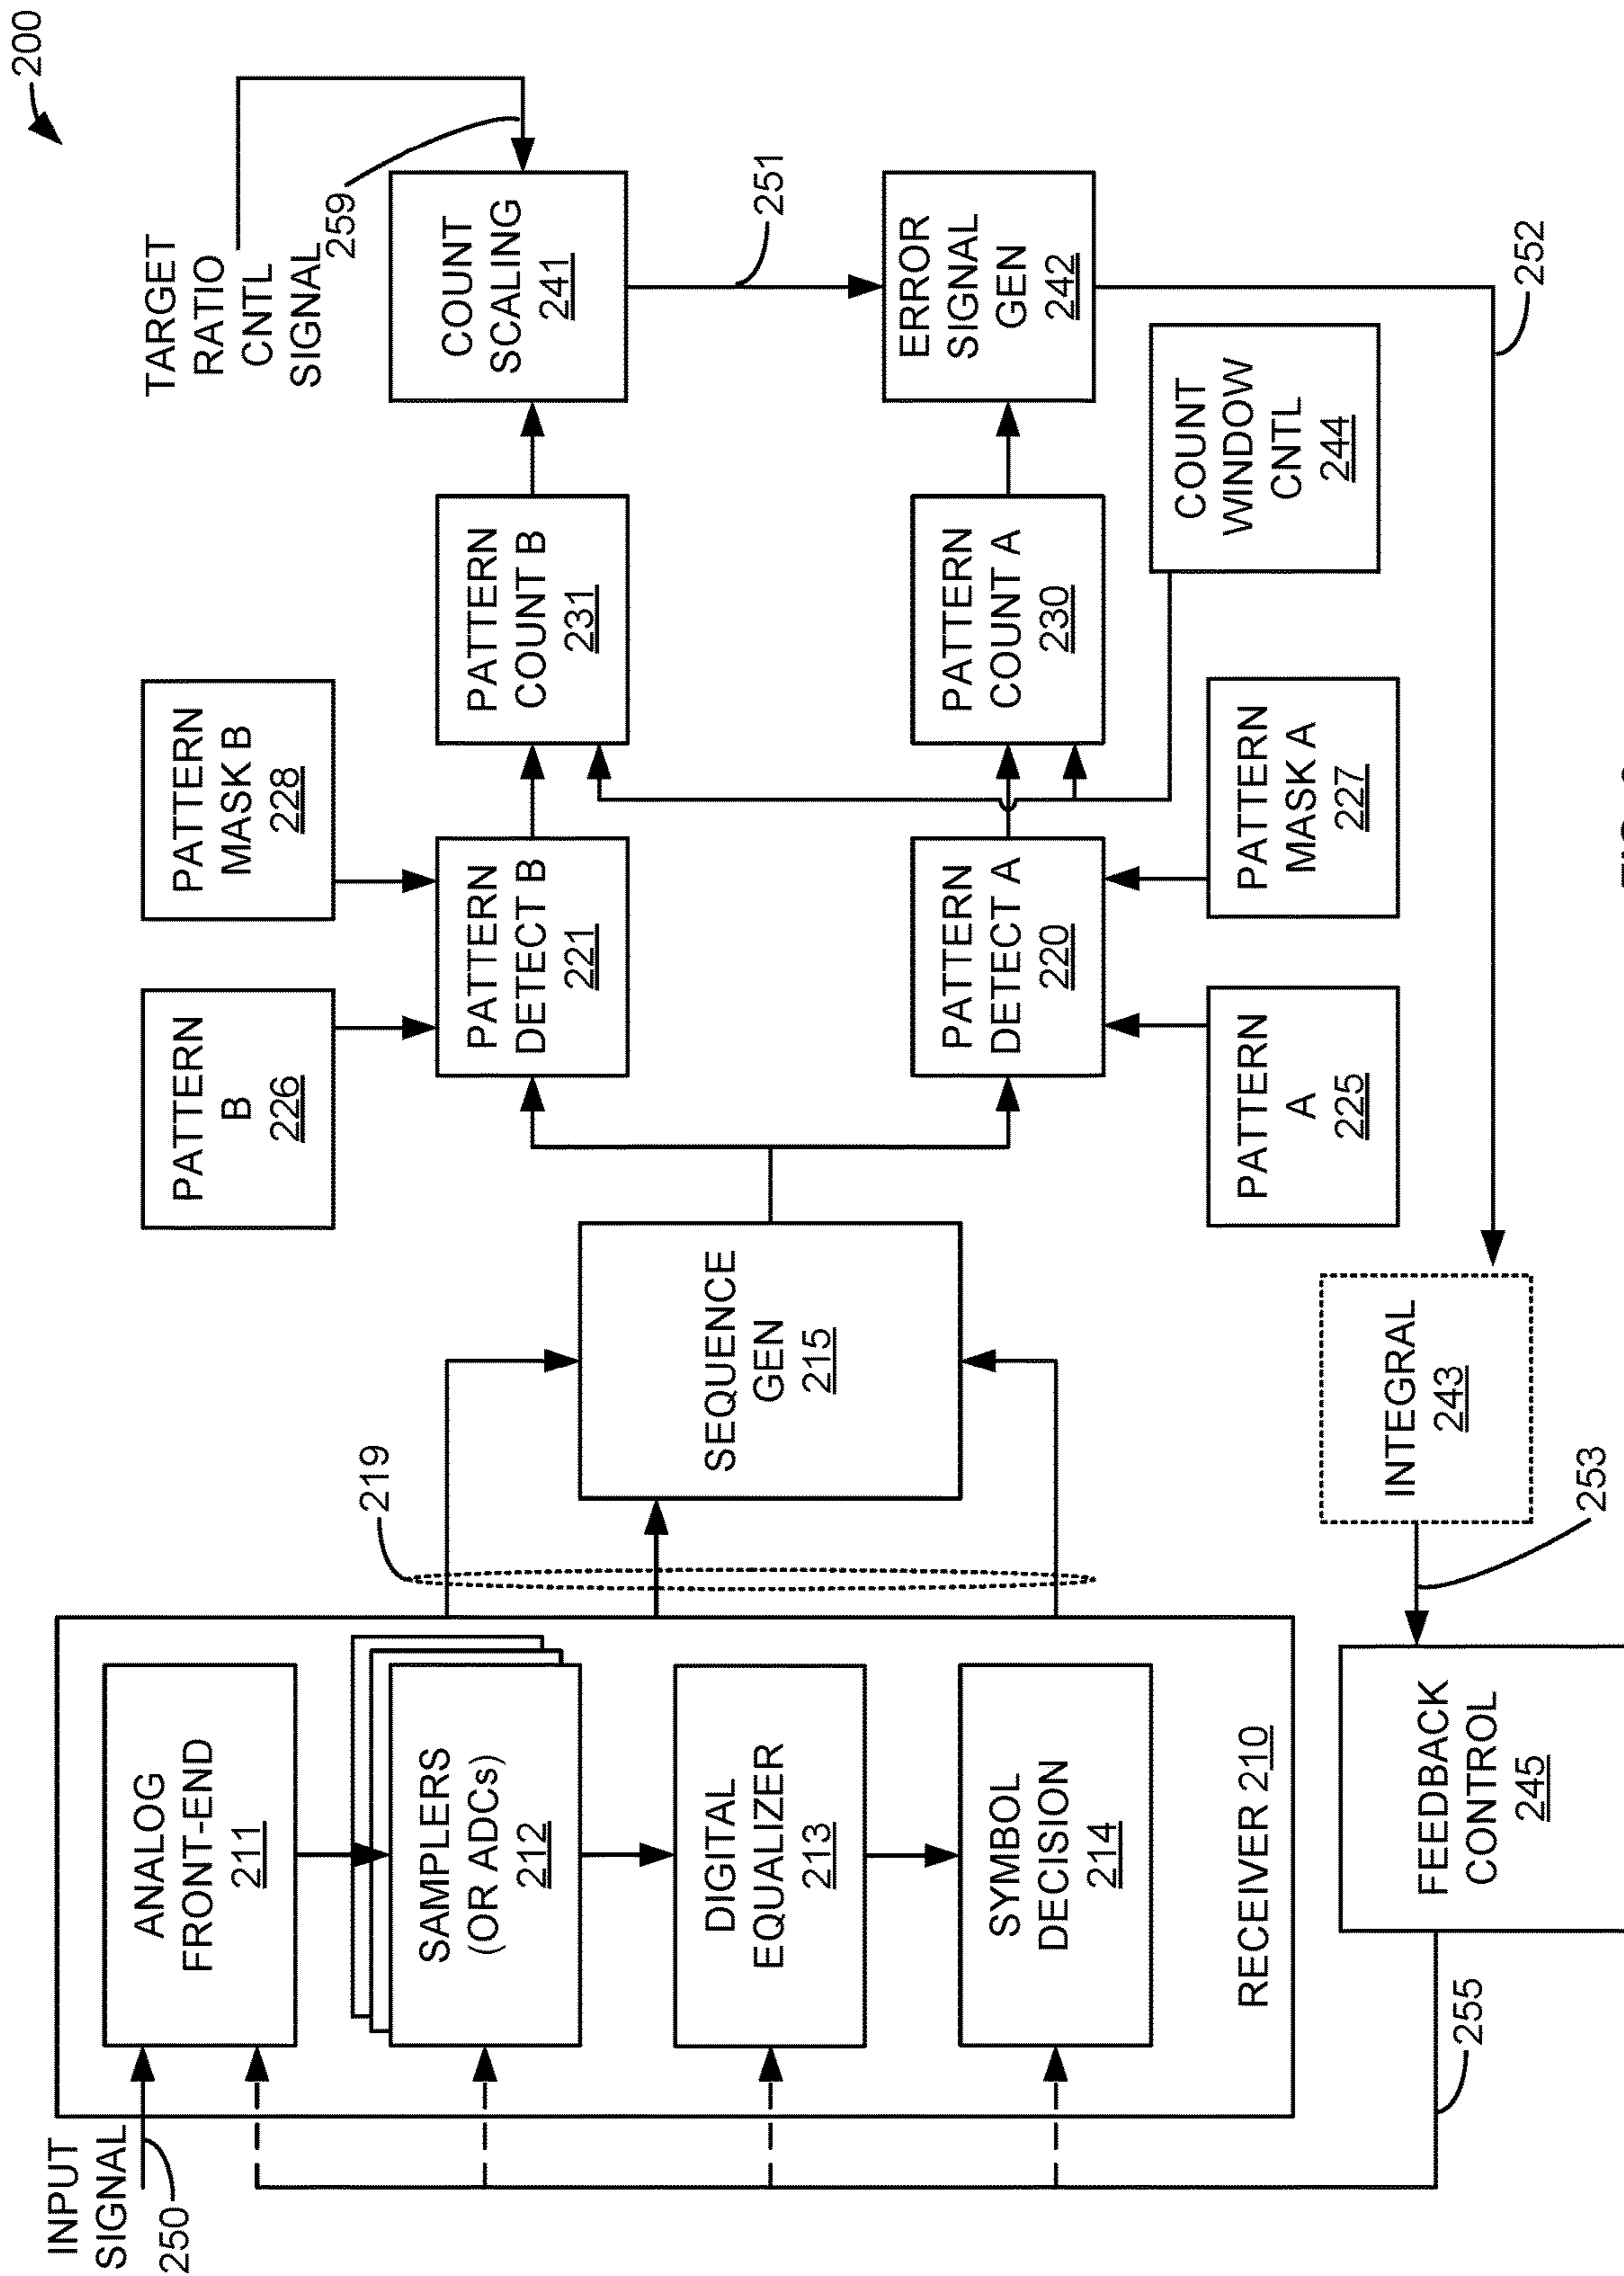 200
INPUT
SIGNAL
250
ANALOG
FRONT-END
211
SAMPLERS
(OR ADCs)
212
DIGITAL
EQUALIZER
213
SYMBOL
DECISION
214
RECEIVER 210
219
SEQUENCE
GEN
215
PATTERN
B
226
PATTERN
MASK B
228
PATTERN
DETECT B
221
PATTERN
COUNT B
231
TARGET
RATIO
CNTL
SIGNAL
259
COUNT
SCALING
241
251
PATTERN
DETECT A
220
PATTERN
COUNT A
230
ERROR
SIGNAL
GEN
242
PATTERN
A
225
PATTERN
MASK A
227
COUNT
WINDOW
CNTL
244
252
INTEGRAL
243
253
FEEDBACK
CONTROL
245
255